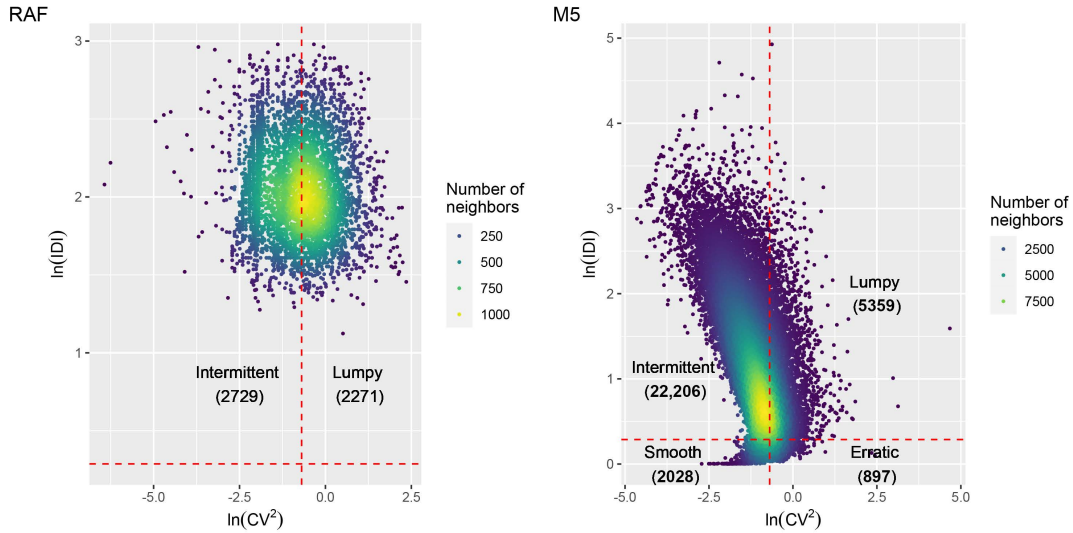 RAF
3
2
1
ln(IDI)
Intermittent
(2729)
Lumpy
(2271)
-5.0
-2.5
0.0
2.5
ln(CV²)
Number of
neighbors
250
500
750
1000
M5
5
4
3
2
1
0
ln(IDI)
Lumpy
(5359)
Intermittent
(22,206)
Smooth
(2028)
Erratic
(897)
-5.0
-2.5
0.0
2.5
5.0
ln(CV²)
Number of
neighbors
2500
5000
7500